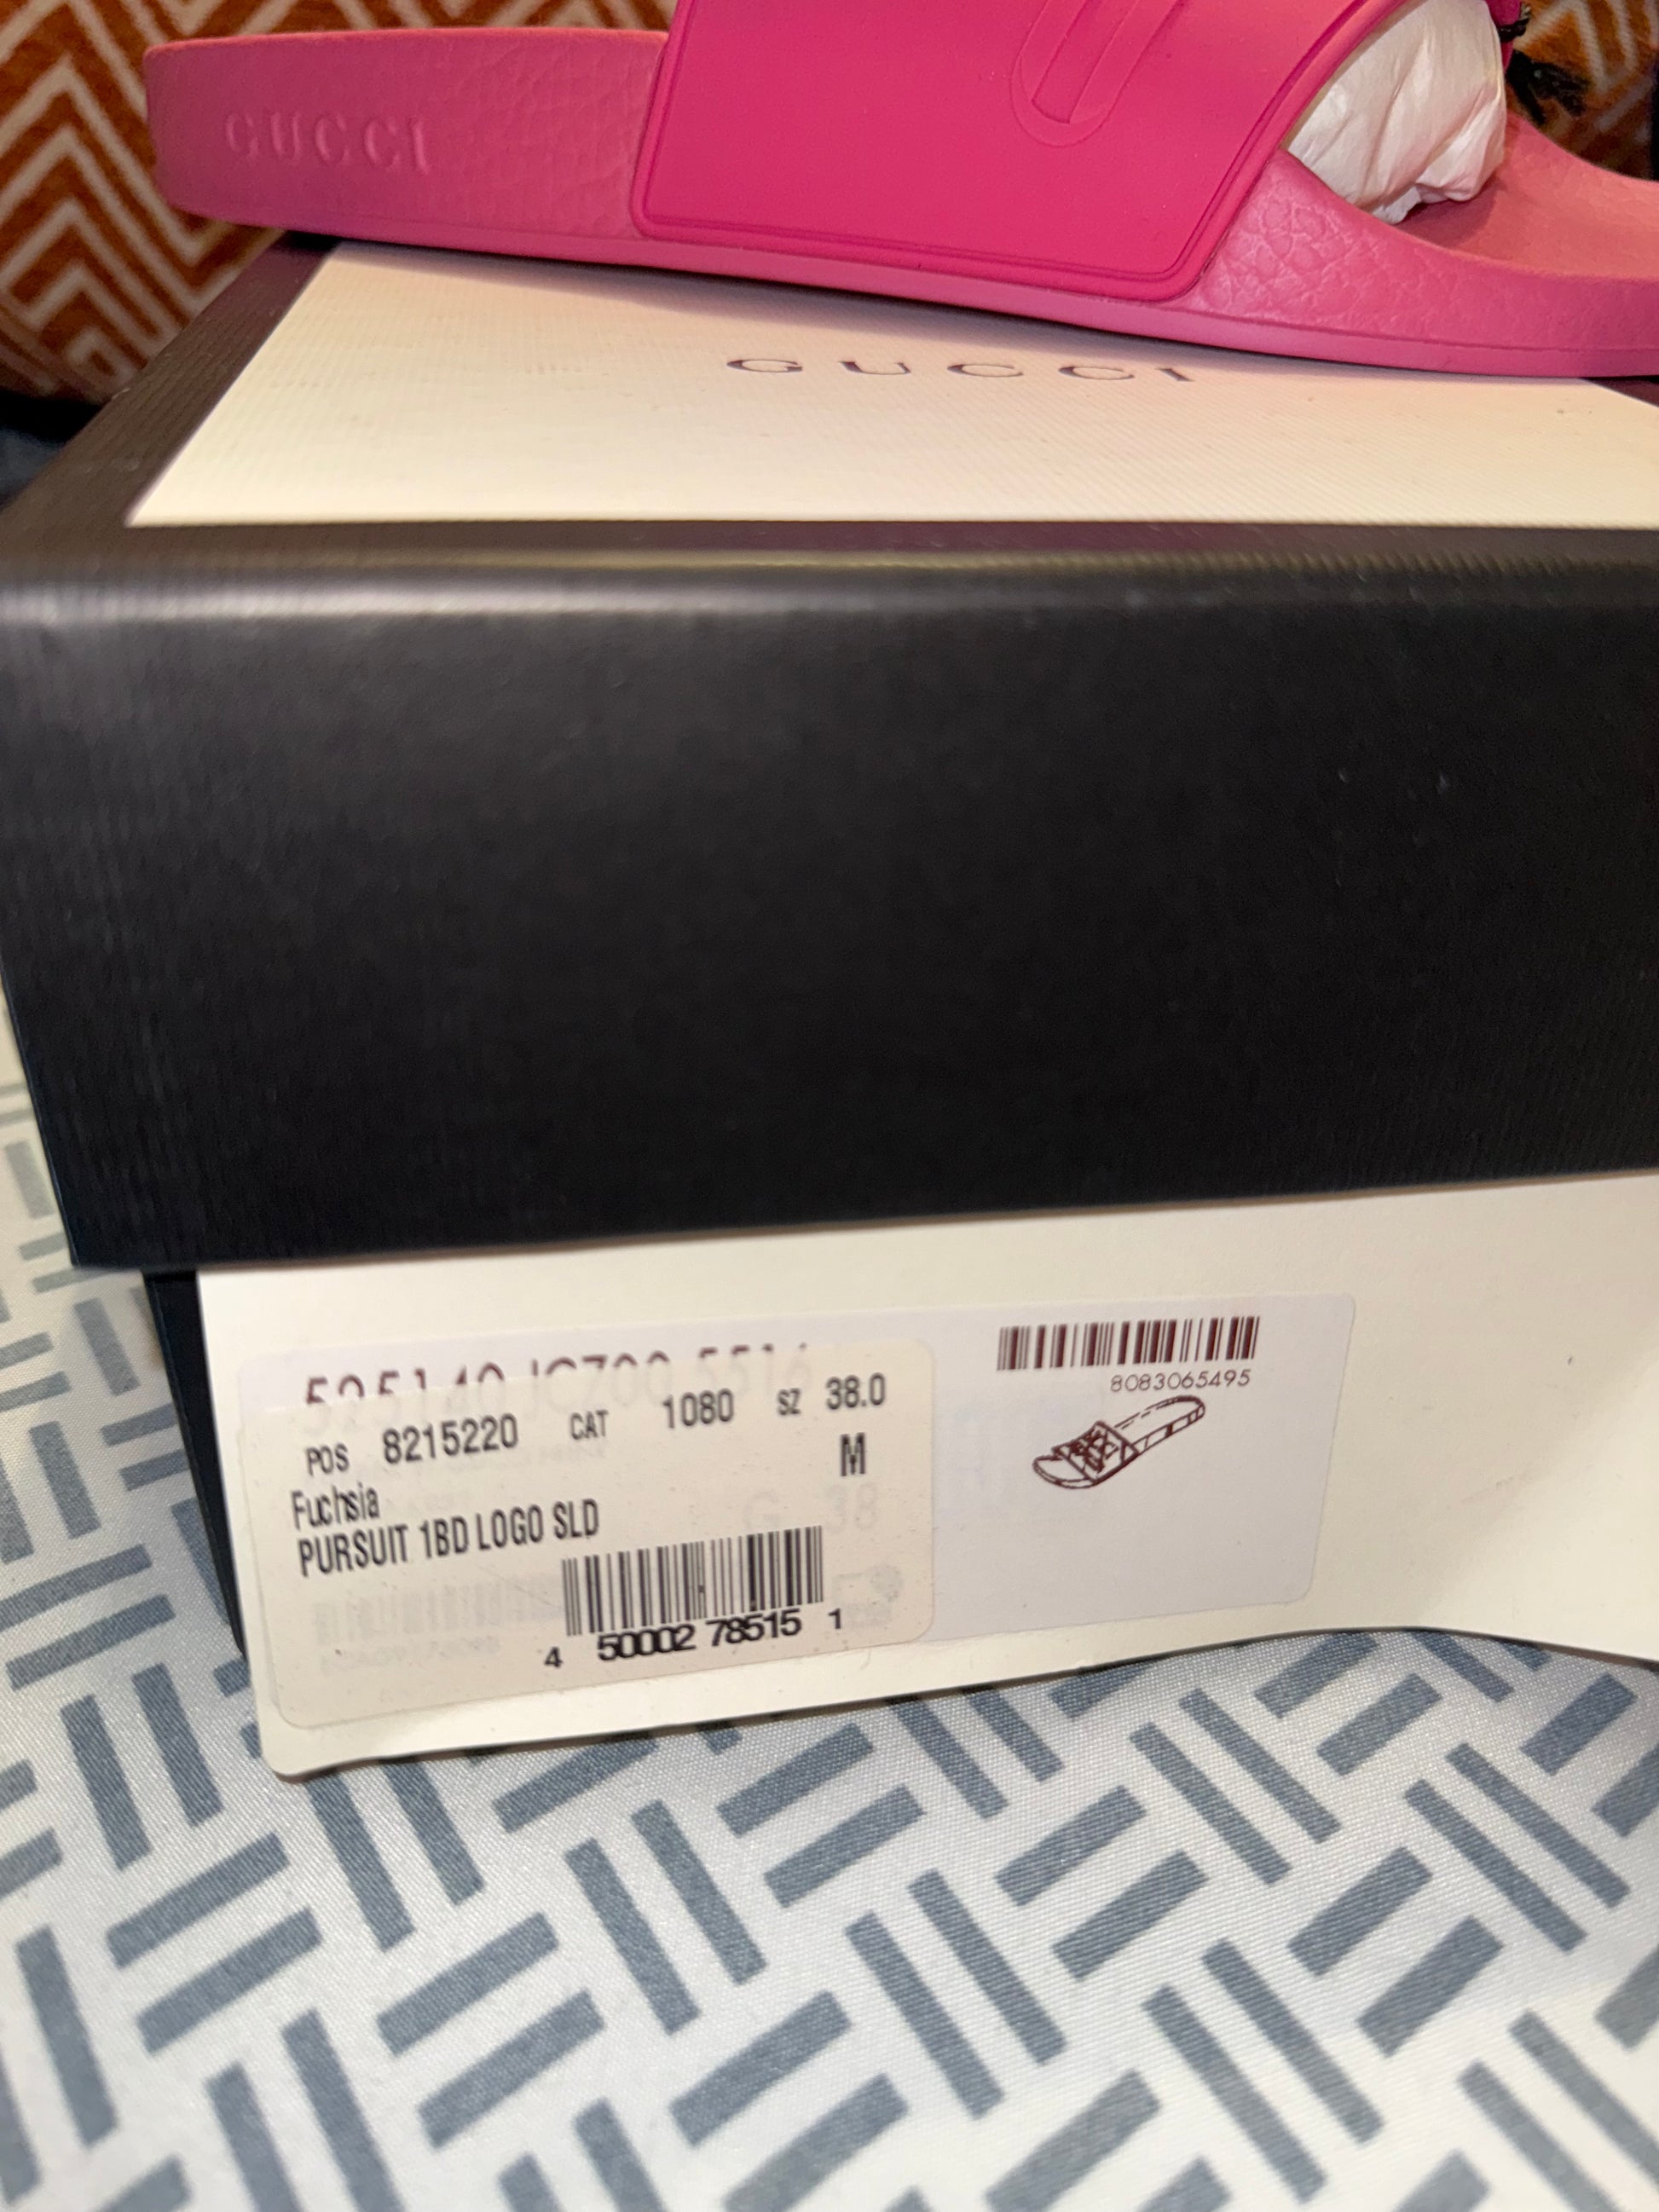 GUCCI
GUCCI
8083065495
POS 8215220 CAT 1080 SZ 38.0
M
Fuchsia
38
PURSUIT 1BD LOGO SLD
G
4 50002 78515 1